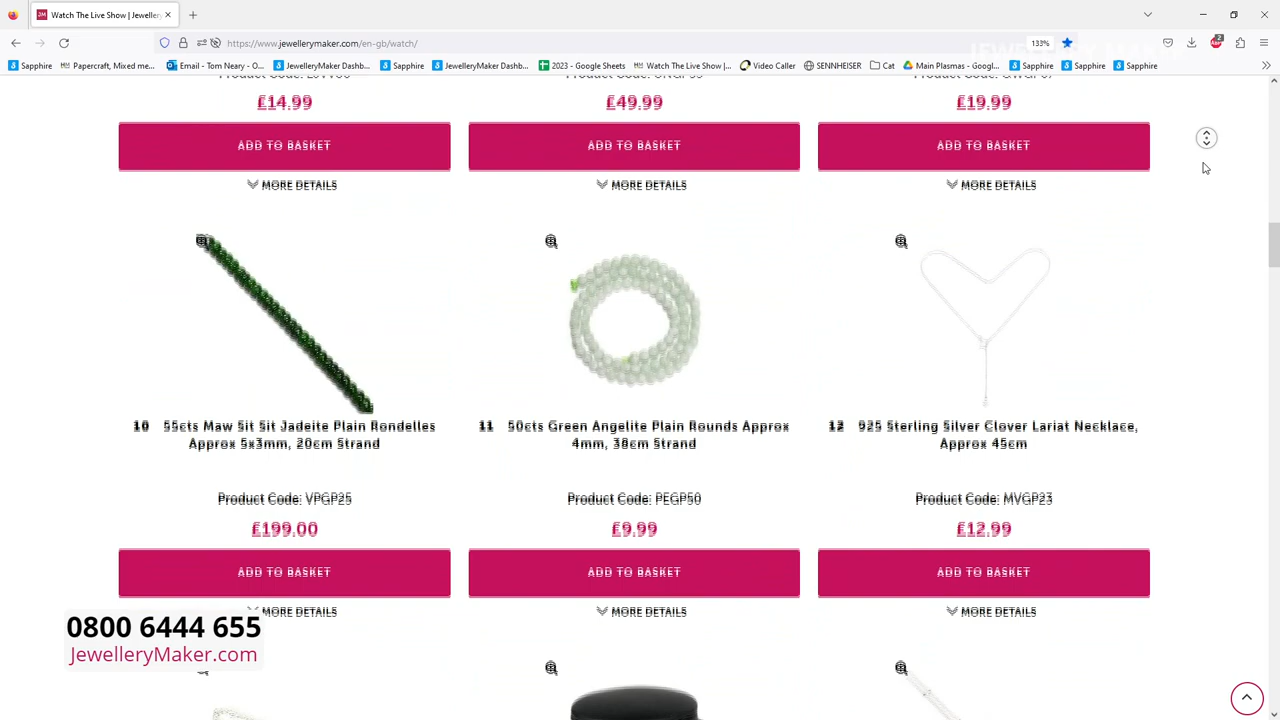 Watch The Live Show | Jeweller
https://www.jewellerymaker.com/en-gb/watch/
133%
Sapphire
Papercraft, Mixed me...
Email - Tom Neary - O...
JewelleryMaker Dashb...
Sapphire
JewelleryMaker Dashb...
Sapphire
2023 - Google Sheets
Watch The Live Show |...
Video Caller
SENNHEISER
Cat
Main Plasmas - Googl...
Sapphire
Sapphire
Sapphire
£14.99
£49.99
£19.99
ADD TO BASKET
ADD TO BASKET
ADD TO BASKET
MORE DETAILS
MORE DETAILS
MORE DETAILS
10 55cts Maw Sit Sit Jadeite Plain Rondelles
Approx 5x3mm, 20cm Strand
11 50cts Green Angelite Plain Rounds Approx
4mm, 38cm Strand
12 925 Sterling Silver Clover Lariat Necklace,
Approx 45cm
Product Code: VPGP25
Product Code: PEGP50
Product Code: MVGP23
£199.00
£9.99
£12.99
ADD TO BASKET
ADD TO BASKET
ADD TO BASKET
MORE DETAILS
MORE DETAILS
MORE DETAILS
0800 6444 655
JewelleryMaker.com